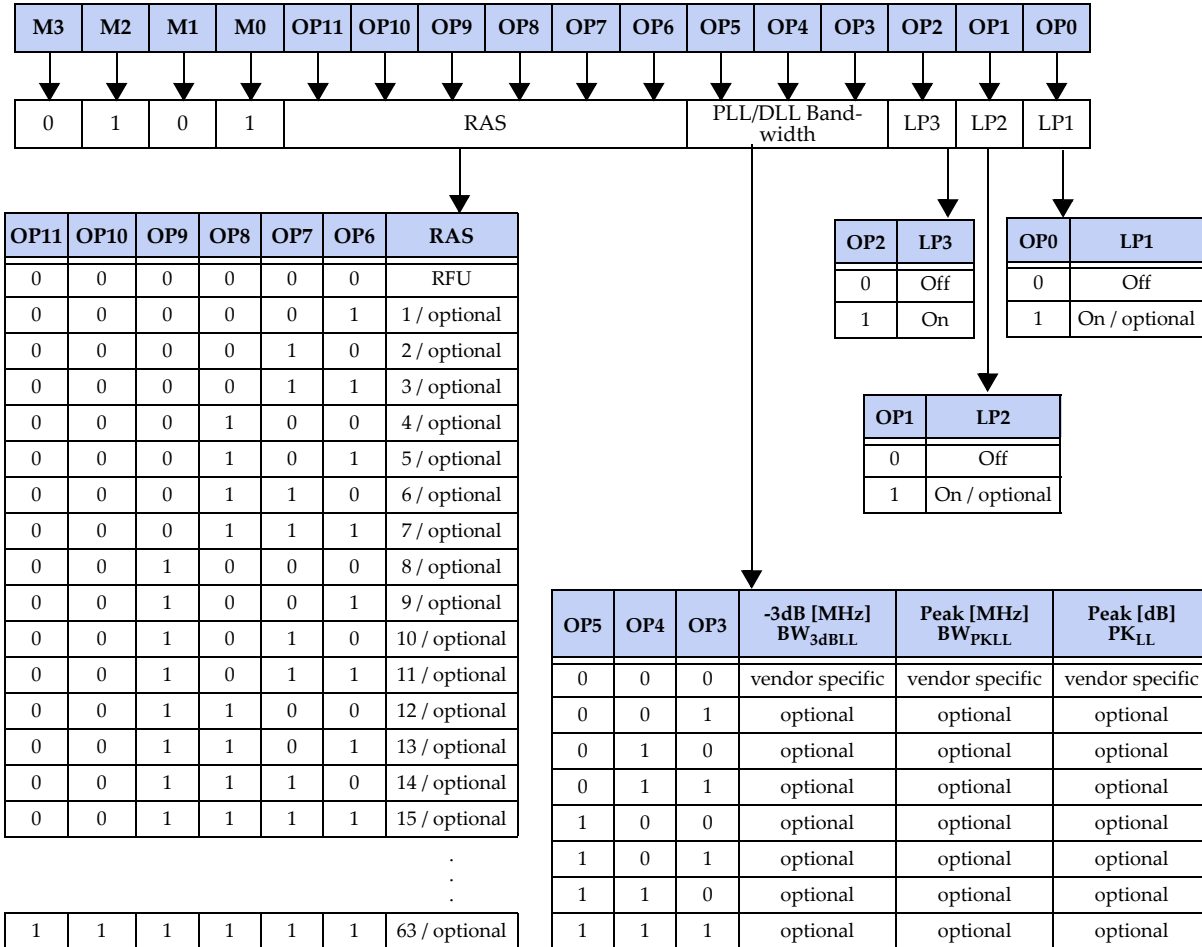 M3 M2 M1 M0 OP11 OP10 OP9 OP8 OP7 OP6 OP5 OP4 OP3 OP2 OP1 OP0
0 1 0 1 RAS PLL/DLL Band-
width LP3 LP2 LP1
OP11 OP10 OP9 OP8 OP7 OP6 RAS
0 0 0 0 0 0 RFU
0 0 0 0 0 1 1 / optional
0 0 0 0 1 0 2 / optional
0 0 0 0 1 1 3 / optional
0 0 0 1 0 0 4 / optional
0 0 0 1 0 1 5 / optional
0 0 0 1 1 0 6 / optional
0 0 0 1 1 1 7 / optional
0 0 1 0 0 0 8 / optional
0 0 1 0 0 1 9 / optional
0 0 1 0 1 0 10 / optional
0 0 1 0 1 1 11 / optional
0 0 1 1 0 0 12 / optional
0 0 1 1 0 1 13 / optional
0 0 1 1 1 0 14 / optional
0 0 1 1 1 1 15 / optional
.
.
.
1 1 1 1 1 1 63 / optional
OP2 LP3
0 Off
1 On
OP0 LP1
0 Off
1 On / optional
OP1 LP2
0 Off
1 On / optional
OP5 OP4 OP3 -3dB [MHz] BW3dBLL Peak [MHz] BWPKLL Peak [dB] PKLL
0 0 0 vendor specific vendor specific vendor specific
0 0 1 optional optional optional
0 1 0 optional optional optional
0 1 1 optional optional optional
1 0 0 optional optional optional
1 0 1 optional optional optional
1 1 0 optional optional optional
1 1 1 optional optional optional